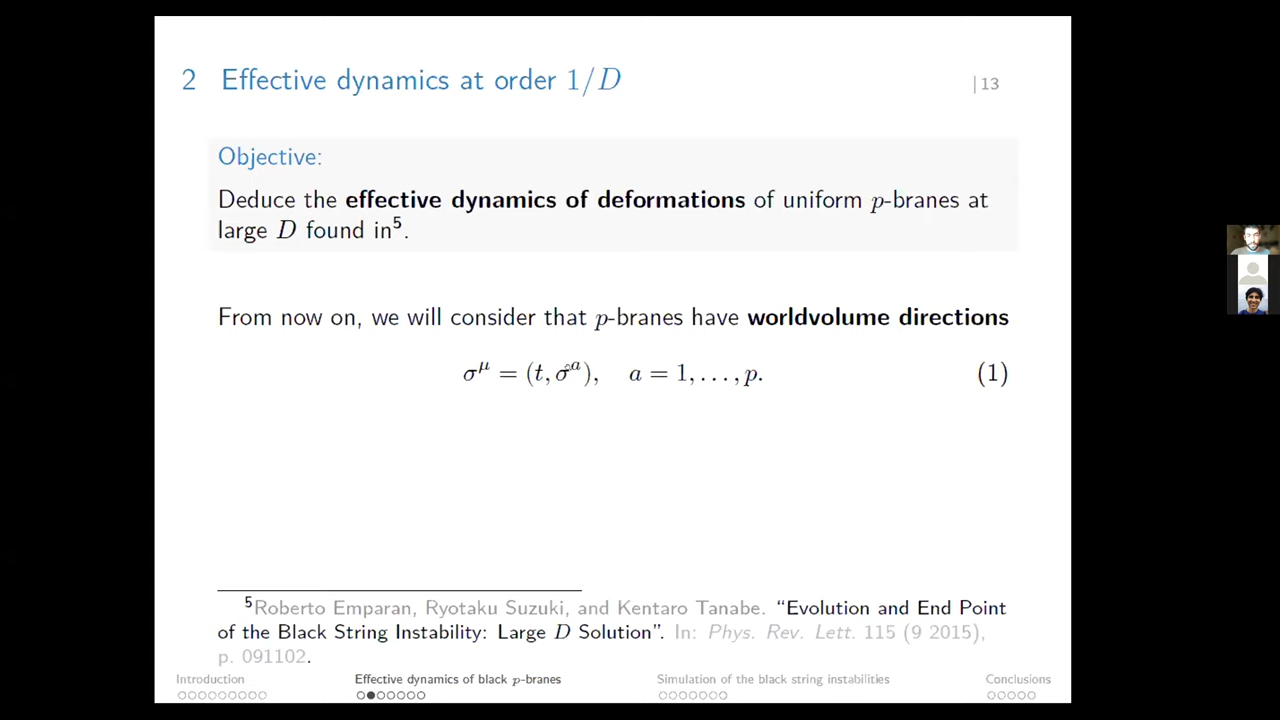 2 Effective dynamics at order 1/D
| 13
Objective:
Deduce the effective dynamics of deformations of uniform p-branes at
large D found in⁵.
From now on, we will consider that p-branes have worldvolume directions
σ^μ = (t, σ^a),   a = 1, . . . , p.   (1)
⁵Roberto Emparan, Ryotaku Suzuki, and Kentaro Tanabe. “Evolution and End Point
of the Black String Instability: Large D Solution”. In: Phys. Rev. Lett. 115 (9 2015),
p. 091102.
Introduction
Effective dynamics of black p-branes
Simulation of the black string instabilities
Conclusions